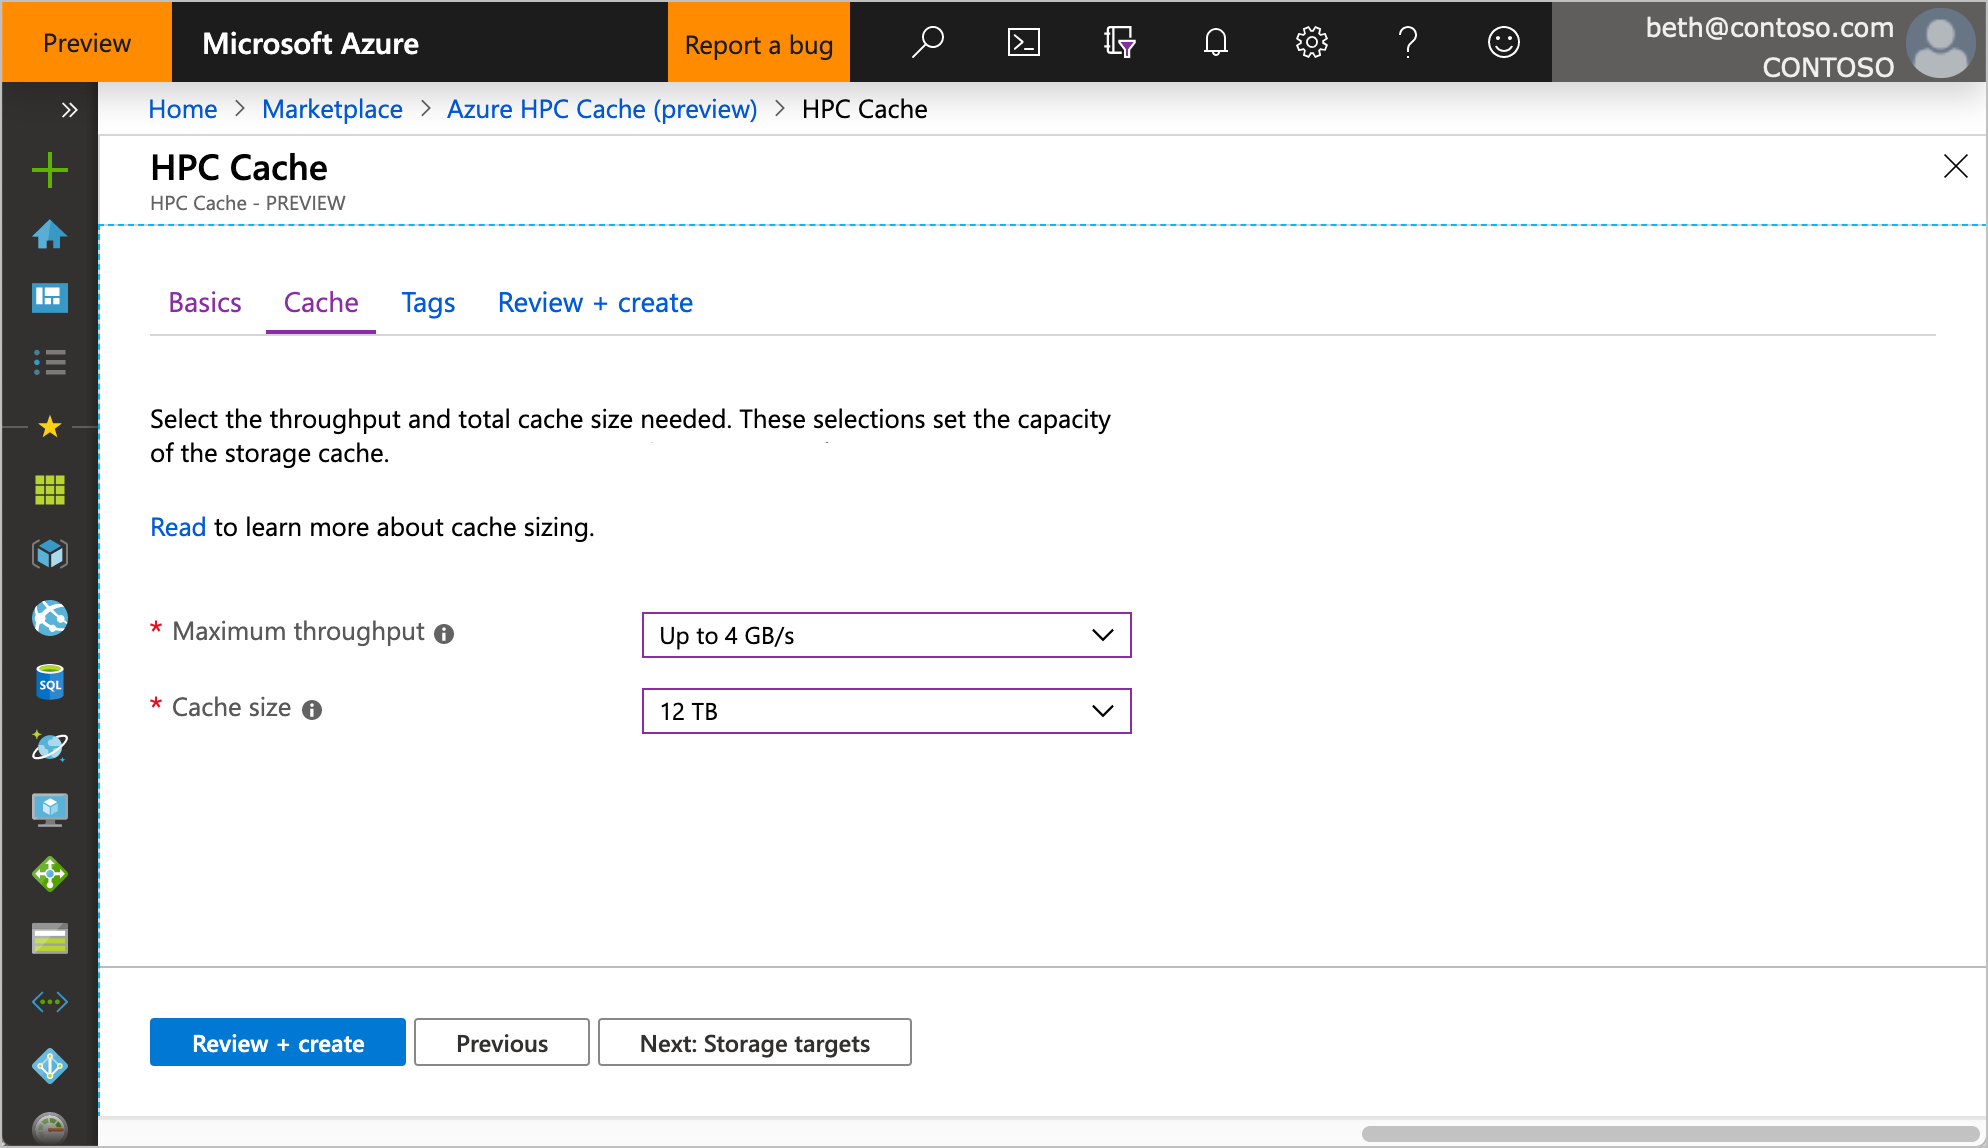 Preview
Microsoft Azure
Report a bug
beth@contoso.com
CONTOSO
Home > Marketplace > Azure HPC Cache (preview) > HPC Cache
HPC Cache
HPC Cache - PREVIEW
Basics Cache Tags Review + create
Select the throughput and total cache size needed. These selections set the capacity
of the storage cache.
Read to learn more about cache sizing.
* Maximum throughput
Up to 4 GB/s
* Cache size
12 TB
SQL
Review + create
Previous
Next: Storage targets